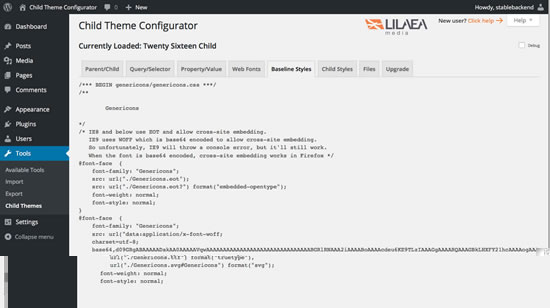 Child Theme Configurator 0 + New Howdy, stablebackend
Dashboard
Posts
Media
Pages
Comments
Appearance
Plugins
Users
Tools
Available Tools
Import
Export
Child Themes
Settings
Collapse menu
Child Theme Configurator
LILAEA
media
New user? Click help
Help
Currently Loaded: Twenty Sixteen Child
Debug
Parent/Child Query/Selector Property/Value Web Fonts Baseline Styles Child Styles Files Upgrade
/*** BEGIN genericons/genericons.css ***/
/**
Genericons
*/
/* IE8 and below use EOT and allow cross-site embedding.
IE9 uses WOFF which is base64 encoded to allow cross-site embedding.
So unfortunately, IE9 will throw a console error, but it'll still work.
When the font is base64 encoded, cross-site embedding works in Firefox */
@font-face {
font-family: "Genericons";
src: url("./Genericons.eot");
src: url("./Genericons.eot?") format("embedded-opentype");
font-weight: normal;
font-style: normal;
}
@font-face {
font-family: "Genericons";
src: url("data:application/x-font-woff;
charset=utf-8;
url("./Genericons.ttf") format("truetype"),
url("./Genericons.svg#Genericons") format("svg");
font-weight: normal;
font-style: normal;